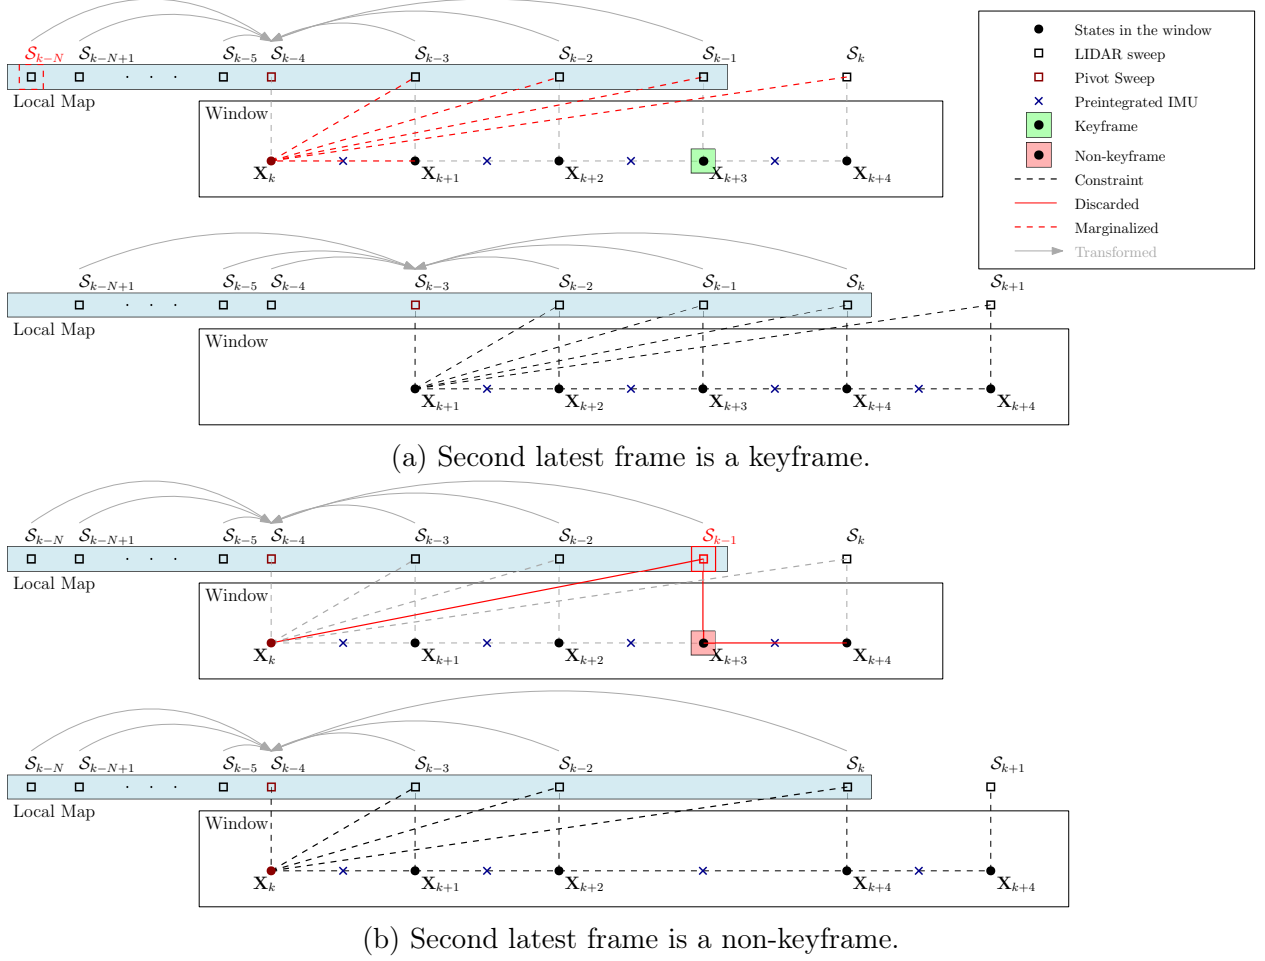 S_{k−N} S_{k−N+1} S_{k−5} S_{k−4} S_{k−3} S_{k−2} S_{k−1} S_k
· · ·
Local Map
Window
X_k X_{k+1} X_{k+2} X_{k+3} X_{k+4}
States in the window
LIDAR sweep
Pivot Sweep
Preintegrated IMU
Keyframe
Non-keyframe
Constraint
Discarded
Marginalized
Transformed
S_{k−N+1} S_{k−5} S_{k−4} S_{k−3} S_{k−2} S_{k−1} S_k S_{k+1}
· · ·
Local Map
Window
X_{k+1} X_{k+2} X_{k+3} X_{k+4} X_{k+4}
(a) Second latest frame is a keyframe.
S_{k−N} S_{k−N+1} S_{k−5} S_{k−4} S_{k−3} S_{k−2} S_{k−1} S_k
· · ·
Local Map
Window
X_k X_{k+1} X_{k+2} X_{k+3} X_{k+4}
S_{k−N} S_{k−N+1} S_{k−5} S_{k−4} S_{k−3} S_{k−2} S_k S_{k+1}
· · ·
Local Map
Window
X_k X_{k+1} X_{k+2} X_{k+4} X_{k+4}
(b) Second latest frame is a non-keyframe.